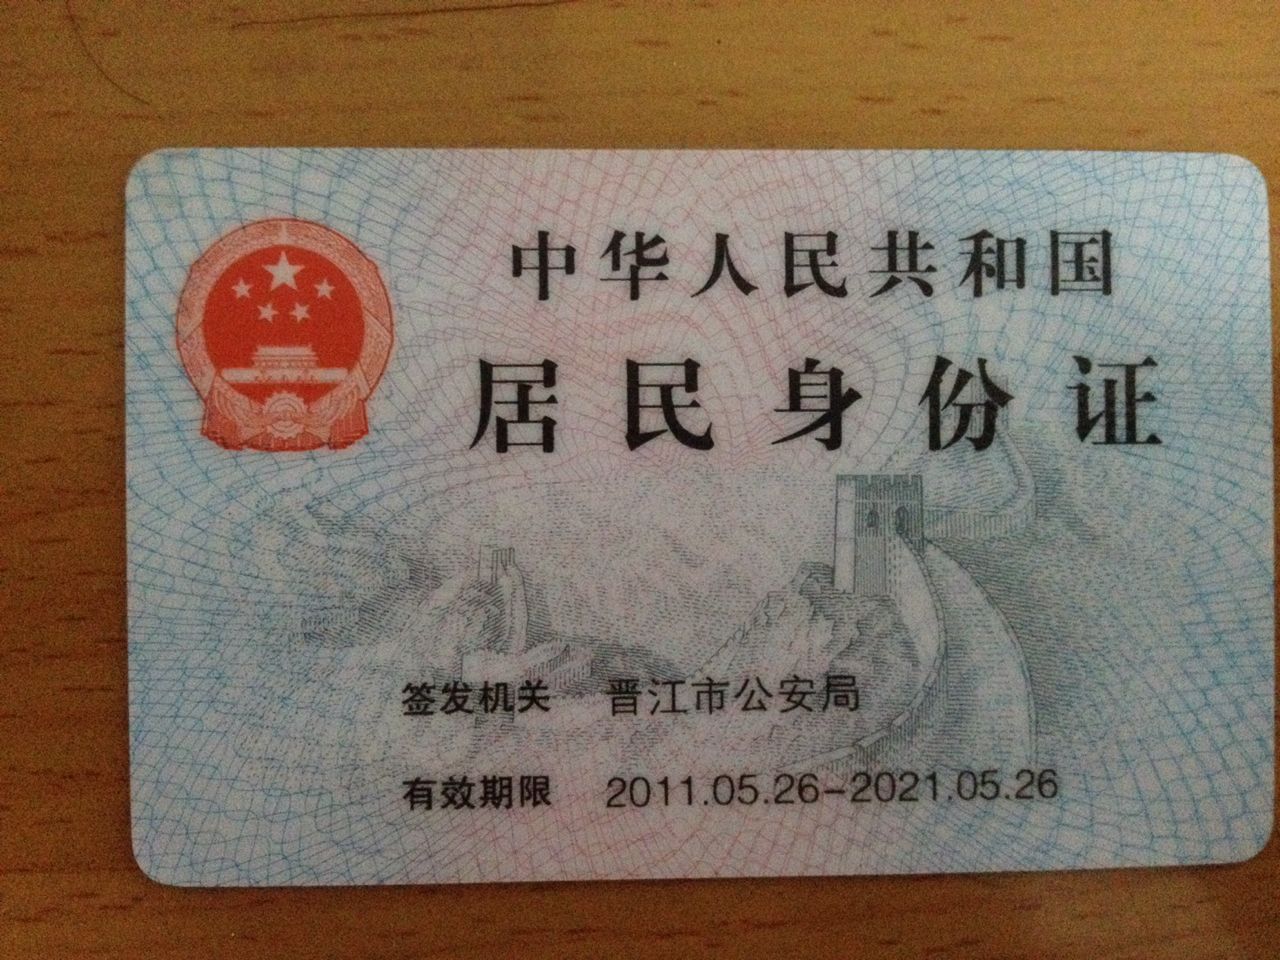 中华人民共和国
居民身份证
签发机关 晋江市公安局
有效期限 2011.05.26-2021.05.26